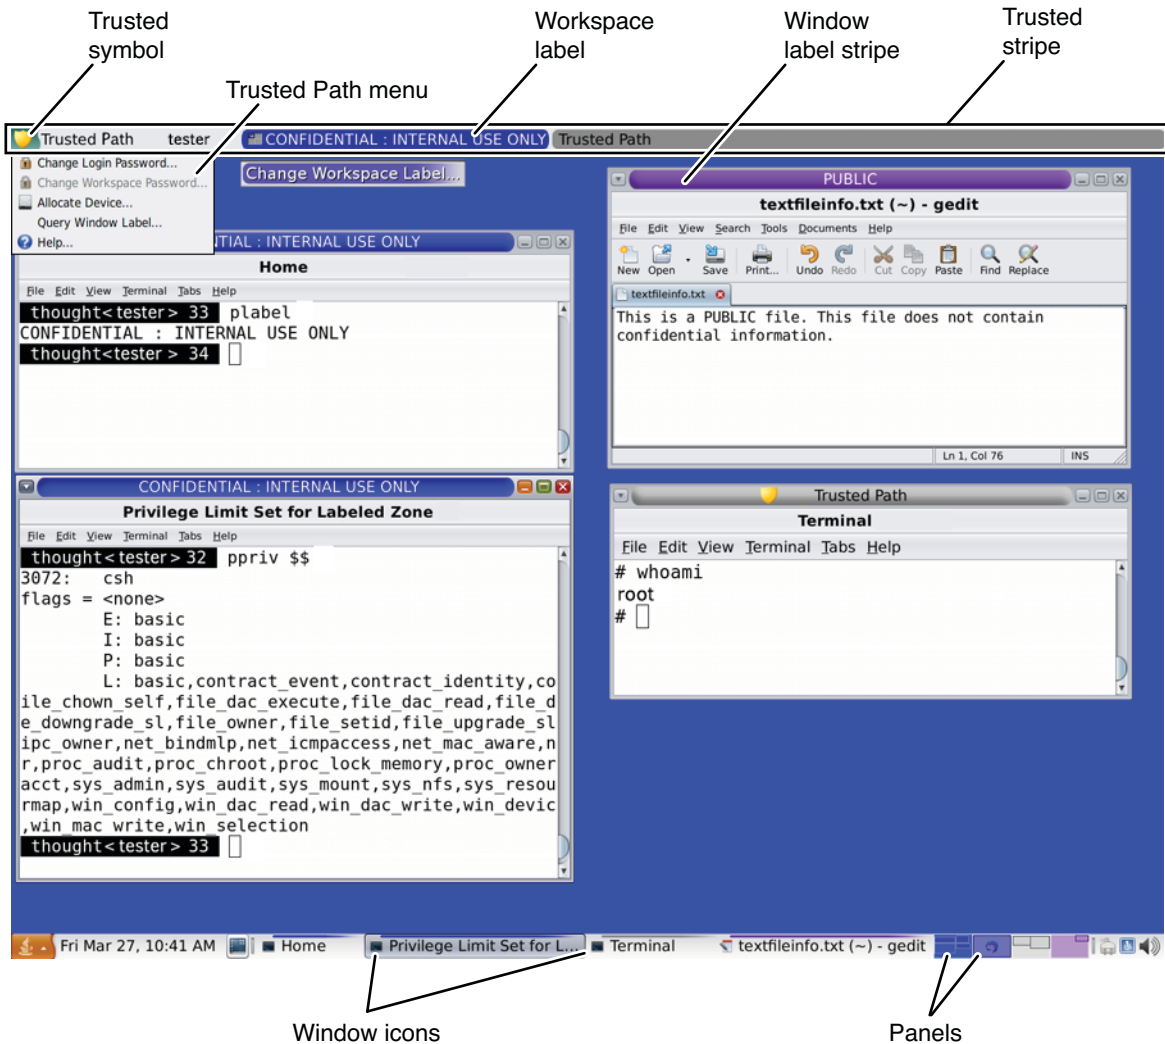 Trusted
symbol
Workspace
label
Window
label stripe
Trusted
stripe
Trusted Path menu
Trusted Path tester CONFIDENTIAL : INTERNAL USE ONLY Trusted Path
Change Login Password...
Change Workspace Password...
Allocate Device...
Query Window Label...
Help...
Change Workspace Label...
NTIAL : INTERNAL USE ONLY
Home
File Edit View Terminal Tabs Help
thought<tester> 33 plabel
CONFIDENTIAL : INTERNAL USE ONLY
thought<tester> 34
PUBLIC
textfileinfo.txt (~) - gedit
File Edit View Search Tools Documents Help
New Open Save Print... Undo Redo Cut Copy Paste Find Replace
textfileinfo.txt
This is a PUBLIC file. This file does not contain
confidential information.
Ln 1, Col 76 INS
CONFIDENTIAL : INTERNAL USE ONLY
Privilege Limit Set for Labeled Zone
File Edit View Terminal Tabs Help
thought<tester> 32 ppriv $$
3072: csh
flags = <none>
E: basic
I: basic
P: basic
L: basic,contract_event,contract_identity,co
ile_chown_self,file_dac_execute,file_dac_read,file_d
e_downgrade_sl,file_owner,file_setid,file_upgrade_sl
ipc_owner,net_bindmlp,net_icmpaccess,net_mac_aware,n
r,proc_audit,proc_chroot,proc_lock_memory,proc_owner
acct,sys_admin,sys_audit,sys_mount,sys_nfs,sys_resou
rmap,win_config,win_dac_read,win_dac_write,win_devic
,win_mac_write,win_selection
thought<tester> 33
Trusted Path
Terminal
File Edit View Terminal Tabs Help
# whoami
root
#
Fri Mar 27, 10:41 AM Home Privilege Limit Set for L... Terminal textfileinfo.txt (~) - gedit
Window icons
Panels